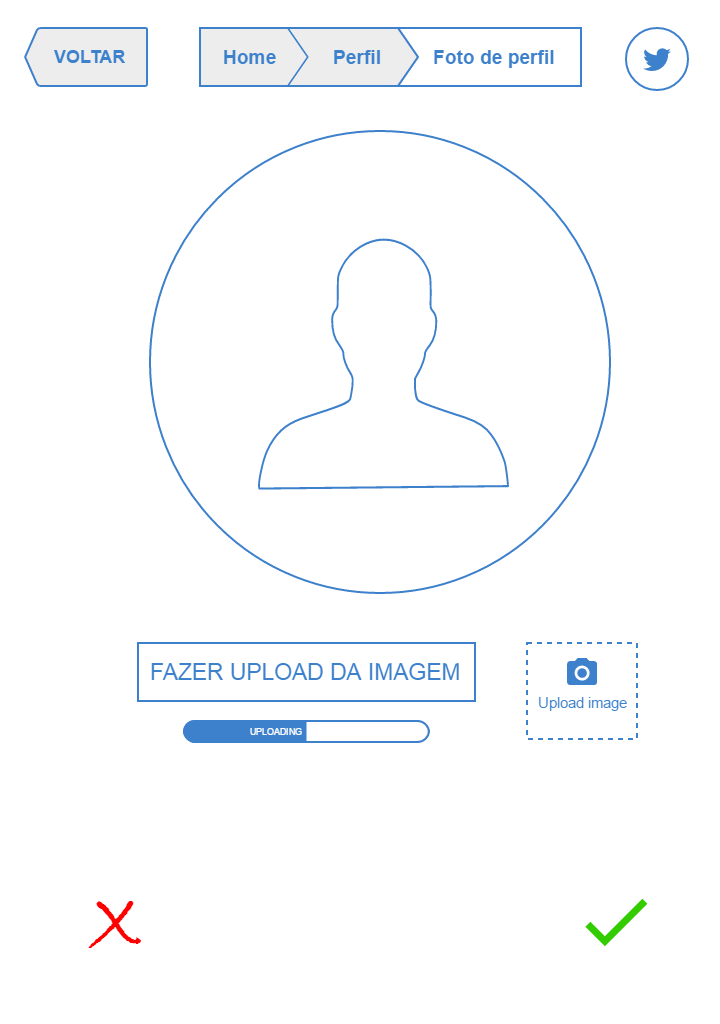 VOLTAR
Home
Perfil
Foto de perfil
FAZER UPLOAD DA IMAGEM
Upload image
UPLOADING